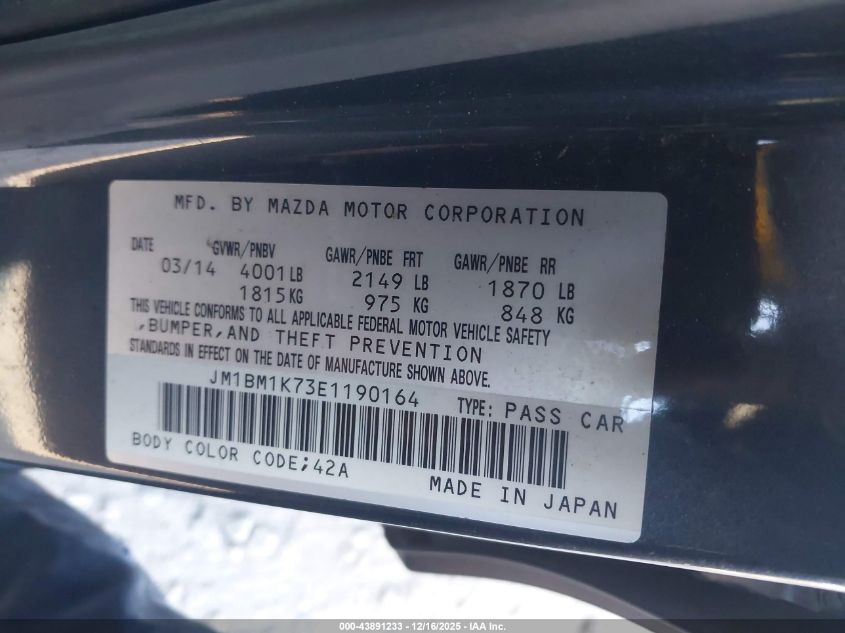 MFD. BY MAZDA MOTOR CORPORATION
DATE GVWR/PNBV GAWR/PNBE FRT GAWR/PNBE RR
03/14 4001 LB 2149 LB 1870 LB
1815 KG 975 KG 848 KG
THIS VEHICLE CONFORMS TO ALL APPLICABLE FEDERAL MOTOR VEHICLE SAFETY
,BUMPER,AND THEFT PREVENTION
STANDARDS IN EFFECT ON THE DATE OF MANUFACTURE SHOWN ABOVE.
JM1BM1K73E1190164 TYPE: PASS CAR
BODY COLOR CODE;42A
MADE IN JAPAN
000-43891233 - 12/16/2025 - IAA Inc.